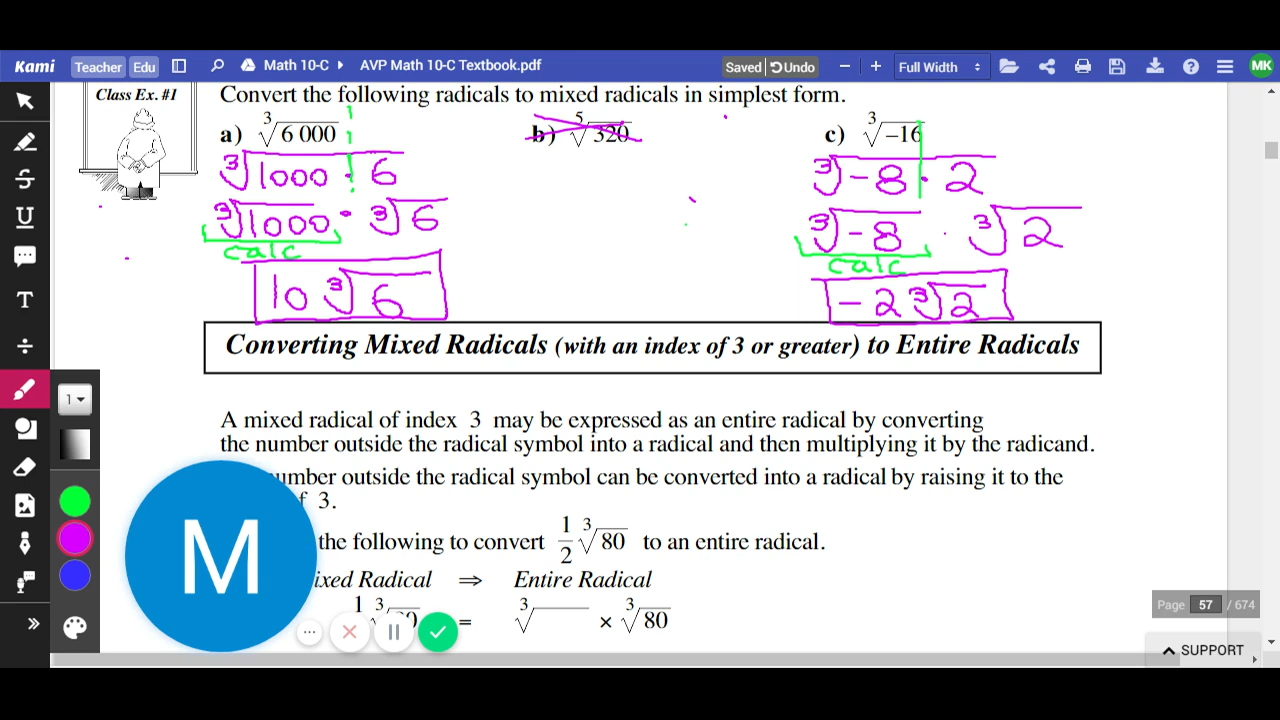 Kami Teacher Edu Math 10-C AVP Math 10-C Textbook.pdf Saved Undo − + Full Width MK
Class Ex. #1
Convert the following radicals to mixed radicals in simplest form.
a) ∛6 000 b) ⁵√320 c) ∛−16
∛1000 · 6 ∛−8 · 2
∛1000 · ∛6 ∛−8 · ∛2
calc calc
10 ∛6 −2 ∛2
Converting Mixed Radicals (with an index of 3 or greater) to Entire Radicals
A mixed radical of index 3 may be expressed as an entire radical by converting
the number outside the radical symbol into a radical and then multiplying it by the radicand.
number outside the radical symbol can be converted into a radical by raising it to the
f 3.
the following to convert 1/2 ∛80 to an entire radical.
ixed Radical ⇒ Entire Radical
1 ∛ 0 = ∛ × ∛80
M
1
T
Page 57 / 674
SUPPORT